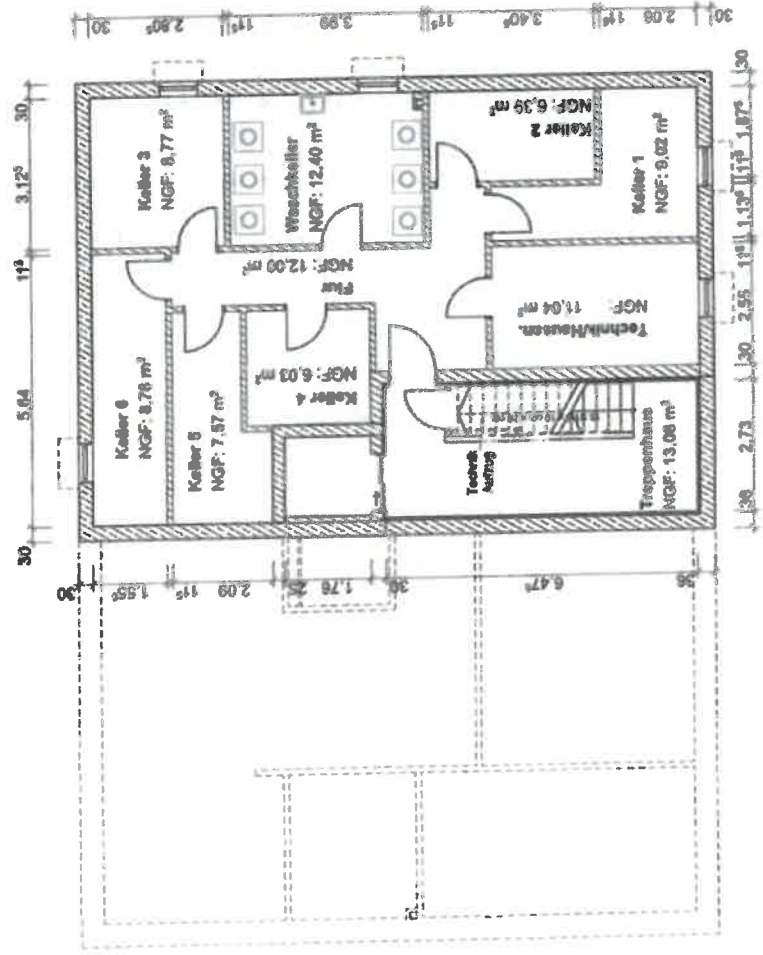 30
2.80⁵
11⁵
3.99
11⁵
3.40⁵
11⁵
2.06
30
30
3.12⁵
11⁵
5.64
30
30
1.87⁵
11⁵
1.13⁵
11⁵
2.55
30
2.73
36
Keller 3
NGF: 8,77 m²
Waschkeller
NGF: 12.40 m²
Keller 2
NGF: 6,39 m²
Keller 1
NGF: 9,02 m²
Flur
NGF: 12.00 m²
Technik/Hausan.
NGF: 11,04 m²
Keller 6
NGF: 8,78 m²
Keller 5
NGF: 7,57 m²
Keller 4
NGF: 6,03 m²
Technik
Aufzug
Treppenhaus
NGF: 13,08 m²
30
1.55⁵
11⁵
2.09
1.76
30
6.47⁵
36